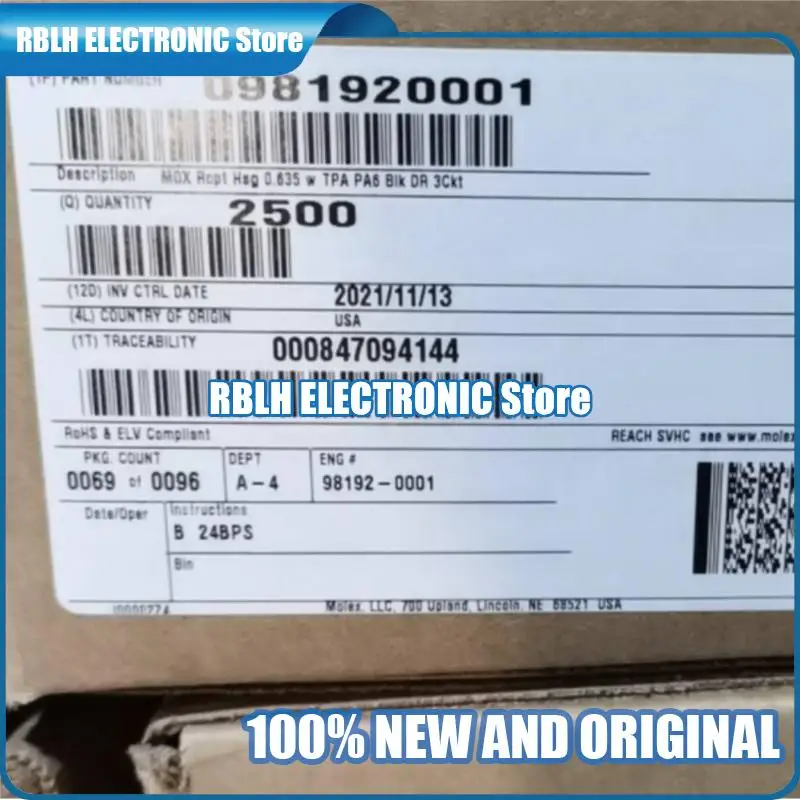 RBLH ELECTRONIC Store
(1P) PART NUMBER
0981920001
Description MOX Rcpt Hsg 0.635 w TPA PA6 Blk DR 3Ckt
(Q) QUANTITY 2500
(12D) INV CTRL DATE 2021/11/13
(4L) COUNTRY OF ORIGIN USA
(1T) TRACEABILITY 000847094144
RBLH ELECTRONIC Store
RoHS & ELV Compliant REACH SVHC see www.molex
PKG. COUNT DEPT ENG #
0069 of 0096 A-4 98192-0001
Date/Oper Instructions
B 24BPS
Bin
Molex, LLC, 700 Upland, Lincoln, NE 68521 USA
100% NEW AND ORIGINAL